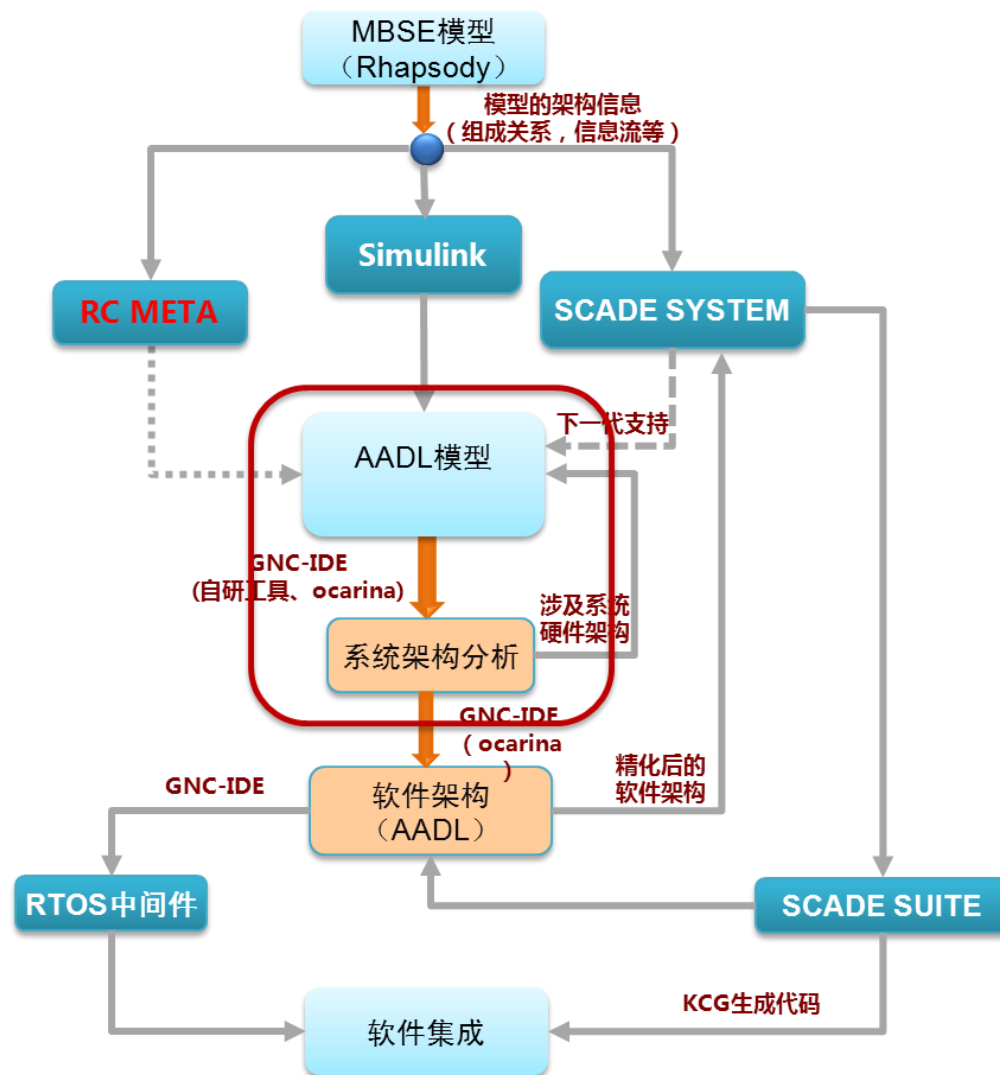 MBSE模型
（Rhapsody）
模型的架构信息
（组成关系，信息流等）
Simulink
RC META
SCADE SYSTEM
下一代支持
AADL模型
GNC-IDE
(自研工具、ocarina)
涉及系统
硬件架构
系统架构分析
GNC-IDE
（ocarina
）
精化后的
软件架构
GNC-IDE
软件架构
（AADL）
RTOS中间件
SCADE SUITE
KCG生成代码
软件集成